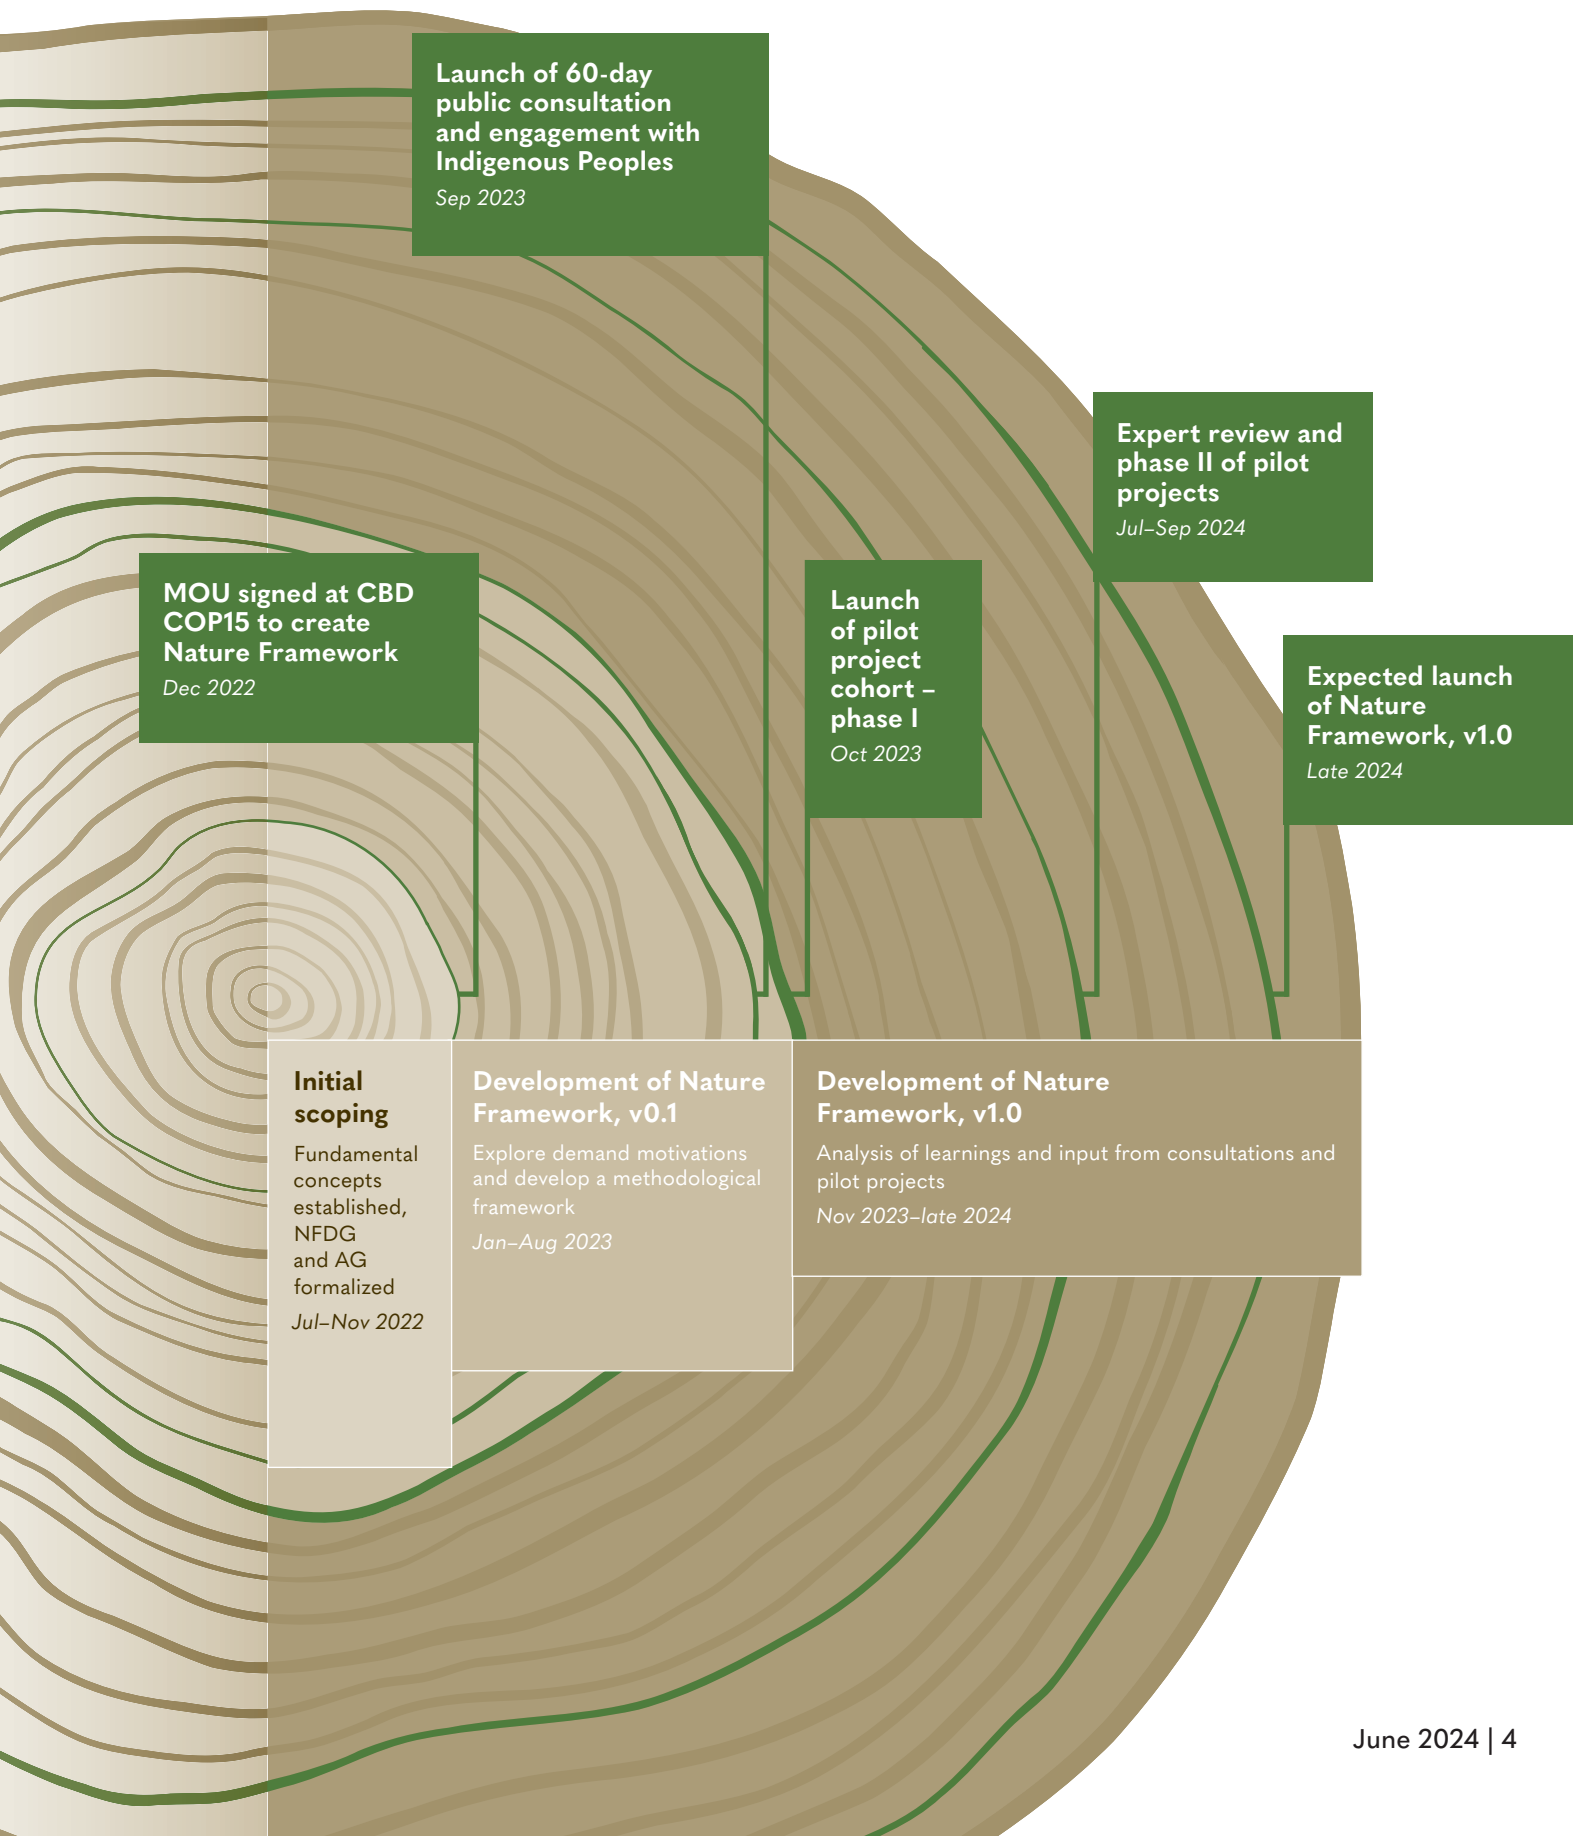 Launch of 60-day
public consultation
and engagement with
Indigenous Peoples
Sep 2023
Expert review and
phase II of pilot
projects
Jul–Sep 2024
MOU signed at CBD
COP15 to create
Nature Framework
Dec 2022
Launch
of pilot
project
cohort –
phase I
Oct 2023
Expected launch
of Nature
Framework, v1.0
Late 2024
Initial
scoping
Fundamental
concepts
established,
NFDG
and AG
formalized
Jul–Nov 2022
Development of Nature
Framework, v0.1
Explore demand motivations
and develop a methodological
framework
Jan–Aug 2023
Development of Nature
Framework, v1.0
Analysis of learnings and input from consultations and
pilot projects
Nov 2023–late 2024
June 2024 | 4